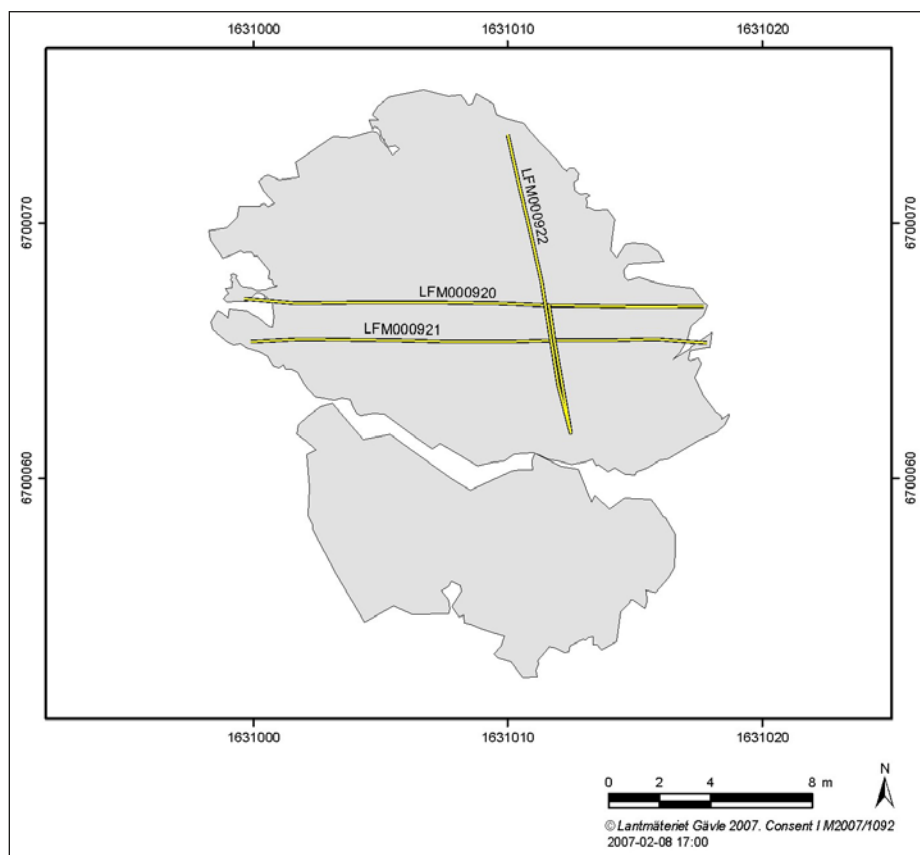 1631000 1631010 1631020
6700070 6700070
LFM000922
LFM000920
LFM000921
6700060 6700060
1631000 1631010 1631020
N
0 2 4 8 m
© Lantmäteriet Gävle 2007. Consent I M2007/1092
2007-02-08 17:00